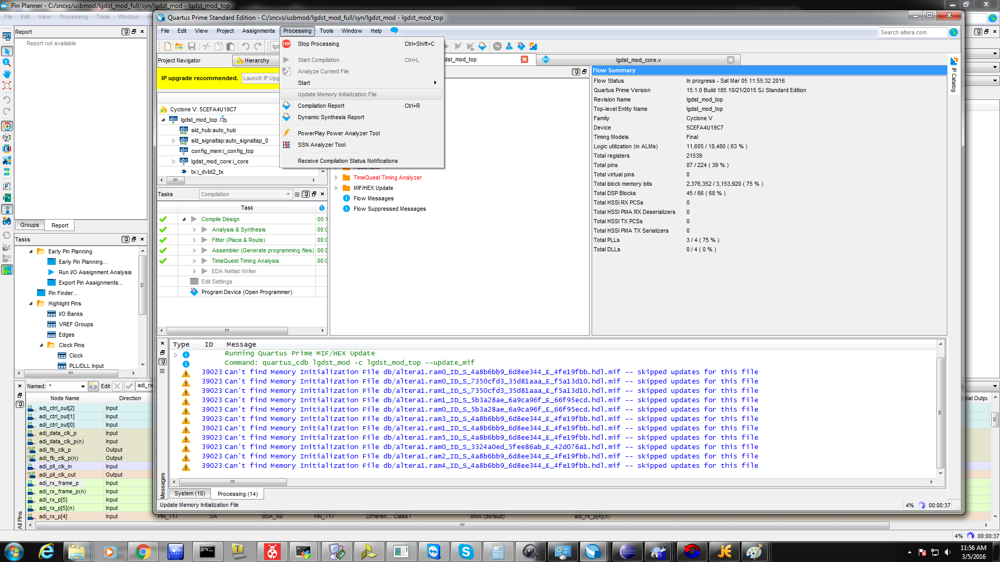 Pin Planner - C:/sncvs/usbmod/lgdst_mod_full/syn/lgdst_mod - lgdst_mod_top
File Edit View Processing Tools Window
Report
Report not available
Groups Report
Tasks
Early Pin Planning
Early Pin Planning...
Run I/O Assignment Analysis
Export Pin Assignments...
Pin Finder...
Highlight Pins
I/O Banks
VREF Groups
Edges
Clock Pins
Clock
PLL/DLL Input
Named: * Edit: adi_rx
Node Name Direction
adi_ctrl_out[2] Input
adi_ctrl_out[1] Input
adi_ctrl_out[0] Input
adi_data_clk_p Input
adi_data_clk_p(n) Input
adi_fb_clk_p Output
adi_fb_clk_p(n) Output
adi_pll_clk_in Input
adi_pll_clk_out Output
adi_rx_frame_p Input
adi_rx_frame_p(n) Input
adi_rx_p[5] Input
adi_rx_p[5](n) Input
adi_rx_p[4] Input PIN_T17 5A B5A_N0 PIN_T17 Differen... Class I 8mA (default) adi_rx_p[4](n)
All Pins
Quartus Prime Standard Edition - C:/sncvs/usbmod/lgdst_mod_full/syn/lgdst_mod - lgdst_mod_top
File Edit View Project Assignments Processing Tools Window Help
Search altera.com
Project Navigator Hierarchy
IP upgrade recommended. Launch IP Upg
Cyclone V: 5CEFA4U19C7
lgdst_mod_top
sld_hub:auto_hub
sld_signaltap:auto_signaltap_0
config_mem:i_config_top
lgdst_mod_core:i_core
tx:i_dvbt2_tx
Stop Processing Ctrl+Shift+C
Start Compilation Ctrl+L
Analyze Current File
Start
Update Memory Initialization File
Compilation Report Ctrl+R
Dynamic Synthesis Report
PowerPlay Power Analyzer Tool
SSN Analyzer Tool
Receive Compilation Status Notifications
Tasks Compilation
Task
Compile Design 00:1
Analysis & Synthesis 00:0
Fitter (Place & Route) 00:0
Assembler (Generate programming files) 00:0
TimeQuest Timing Analysis 00:0
EDA Netlist Writer
Edit Settings
Program Device (Open Programmer)
dst_mod_top lgdst_mod_core.v
Assembler
TimeQuest Timing Analyzer
MIF/HEX Update
Flow Messages
Flow Suppressed Messages
Flow Summary
Flow Status In progress - Sat Mar 05 11:55:32 2016
Quartus Prime Version 15.1.0 Build 185 10/21/2015 SJ Standard Edition
Revision Name lgdst_mod_top
Top-level Entity Name lgdst_mod_top
Family Cyclone V
Device 5CEFA4U19C7
Timing Models Final
Logic utilization (in ALMs) 11,605 / 18,480 ( 63 % )
Total registers 21539
Total pins 87 / 224 ( 39 % )
Total virtual pins 0
Total block memory bits 2,376,352 / 3,153,920 ( 75 % )
Total DSP Blocks 45 / 66 ( 68 % )
Total HSSI RX PCSs 0
Total HSSI PMA RX Deserializers 0
Total HSSI TX PCSs 0
Total HSSI PMA TX Serializers 0
Total PLLs 3 / 4 ( 75 % )
Total DLLs 0 / 4 ( 0 % )
IP Catalog
Type ID Message
Running Quartus Prime MIF/HEX Update
Command: quartus_cdb lgdst_mod -c lgdst_mod_top --update_mif
39023 Can't find Memory Initialization File db/altera1.ram0_ID_S_4a8b6bb9_6d8ee344_E_4fe19fbb.hdl.mif -- skipped updates for this file
39023 Can't find Memory Initialization File db/altera1.ram0_ID_S_7350cfd3_35d81aaa_E_f5a13d10.hdl.mif -- skipped updates for this file
39023 Can't find Memory Initialization File db/altera1.ram1_ID_S_7350cfd3_35d81aaa_E_f5a13d10.hdl.mif -- skipped updates for this file
39023 Can't find Memory Initialization File db/altera1.ram1_ID_S_5b3a28ae_6a9ca96f_E_66f95ecd.hdl.mif -- skipped updates for this file
39023 Can't find Memory Initialization File db/altera1.ram0_ID_S_5b3a28ae_6a9ca96f_E_66f95ecd.hdl.mif -- skipped updates for this file
39023 Can't find Memory Initialization File db/altera1.ram3_ID_S_4a8b6bb9_6d8ee344_E_4fe19fbb.hdl.mif -- skipped updates for this file
39023 Can't find Memory Initialization File db/altera1.ram1_ID_S_4a8b6bb9_6d8ee344_E_4fe19fbb.hdl.mif -- skipped updates for this file
39023 Can't find Memory Initialization File db/altera1.ram5_ID_S_4a8b6bb9_6d8ee344_E_4fe19fbb.hdl.mif -- skipped updates for this file
39023 Can't find Memory Initialization File db/altera1.ram0_ID_S_3324a0ed_5fee86ab_E_42d076a1.hdl.mif -- skipped updates for this file
39023 Can't find Memory Initialization File db/altera1.ram2_ID_S_4a8b6bb9_6d8ee344_E_4fe19fbb.hdl.mif -- skipped updates for this file
39023 Can't find Memory Initialization File db/altera1.ram4_ID_S_4a8b6bb9_6d8ee344_E_4fe19fbb.hdl.mif -- skipped updates for this file
Messages
System (18) Processing (14)
Update Memory Initialization File 4% 00:00:37
4% 00:00:37
11:56 AM
3/5/2016